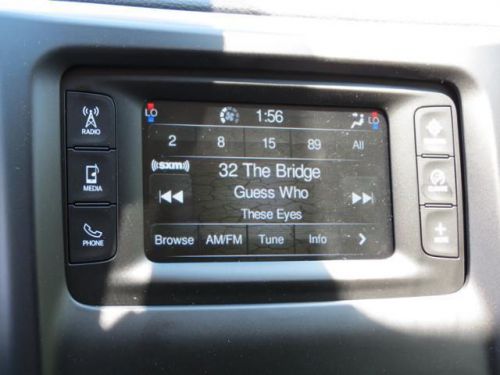 LO 1:56 LO
2 8 15 89 All
sxm 32 The Bridge
Guess Who
These Eyes
Browse AM/FM Tune Info
RADIO
MEDIA
PHONE